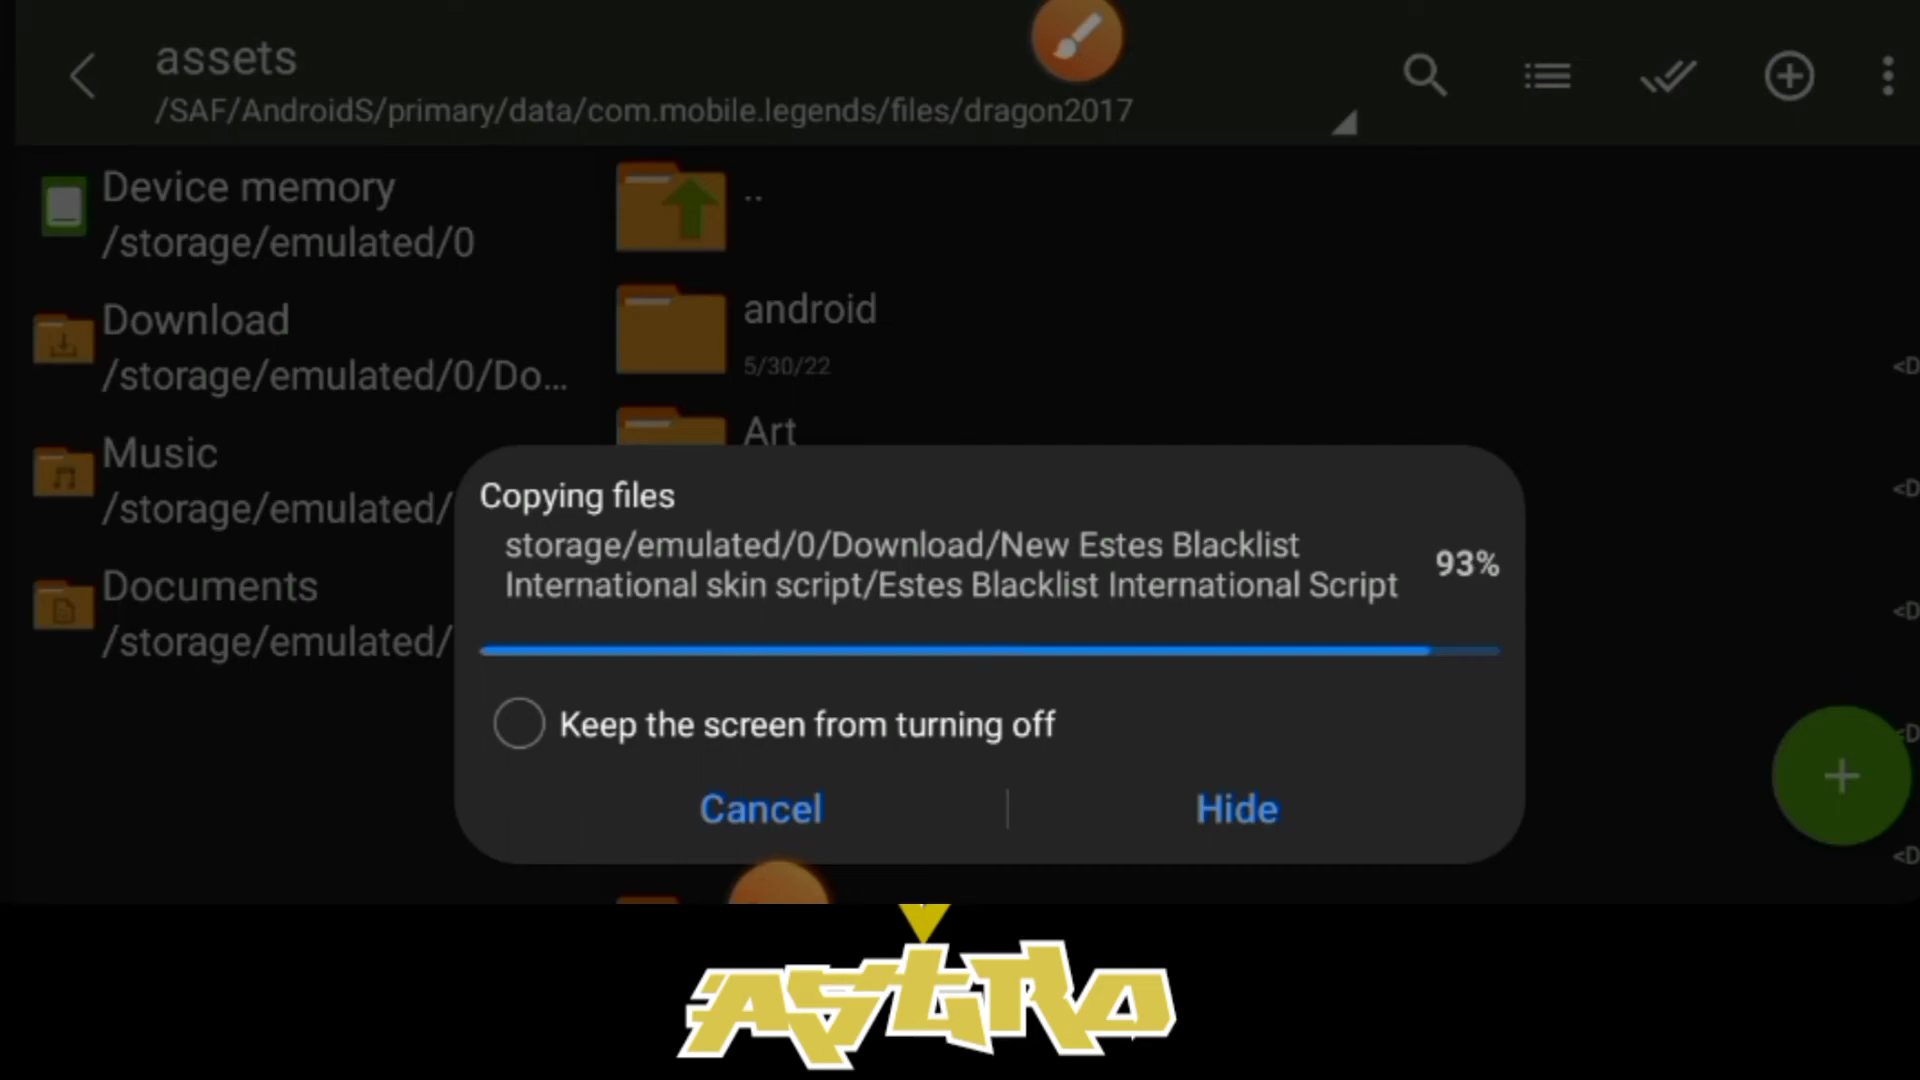 assets
/SAF/AndroidS/primary/data/com.mobile.legends/files/dragon2017
Device memory
/storage/emulated/0
Download
/storage/emulated/0/Do...
Music
/storage/emulated/
Documents
/storage/emulated/
..
android
5/30/22
Art
<D
<D
<D
<D
<D
Copying files
storage/emulated/0/Download/New Estes Blacklist
International skin script/Estes Blacklist International Script
93%
Keep the screen from turning off
Cancel
Hide
ASTRO